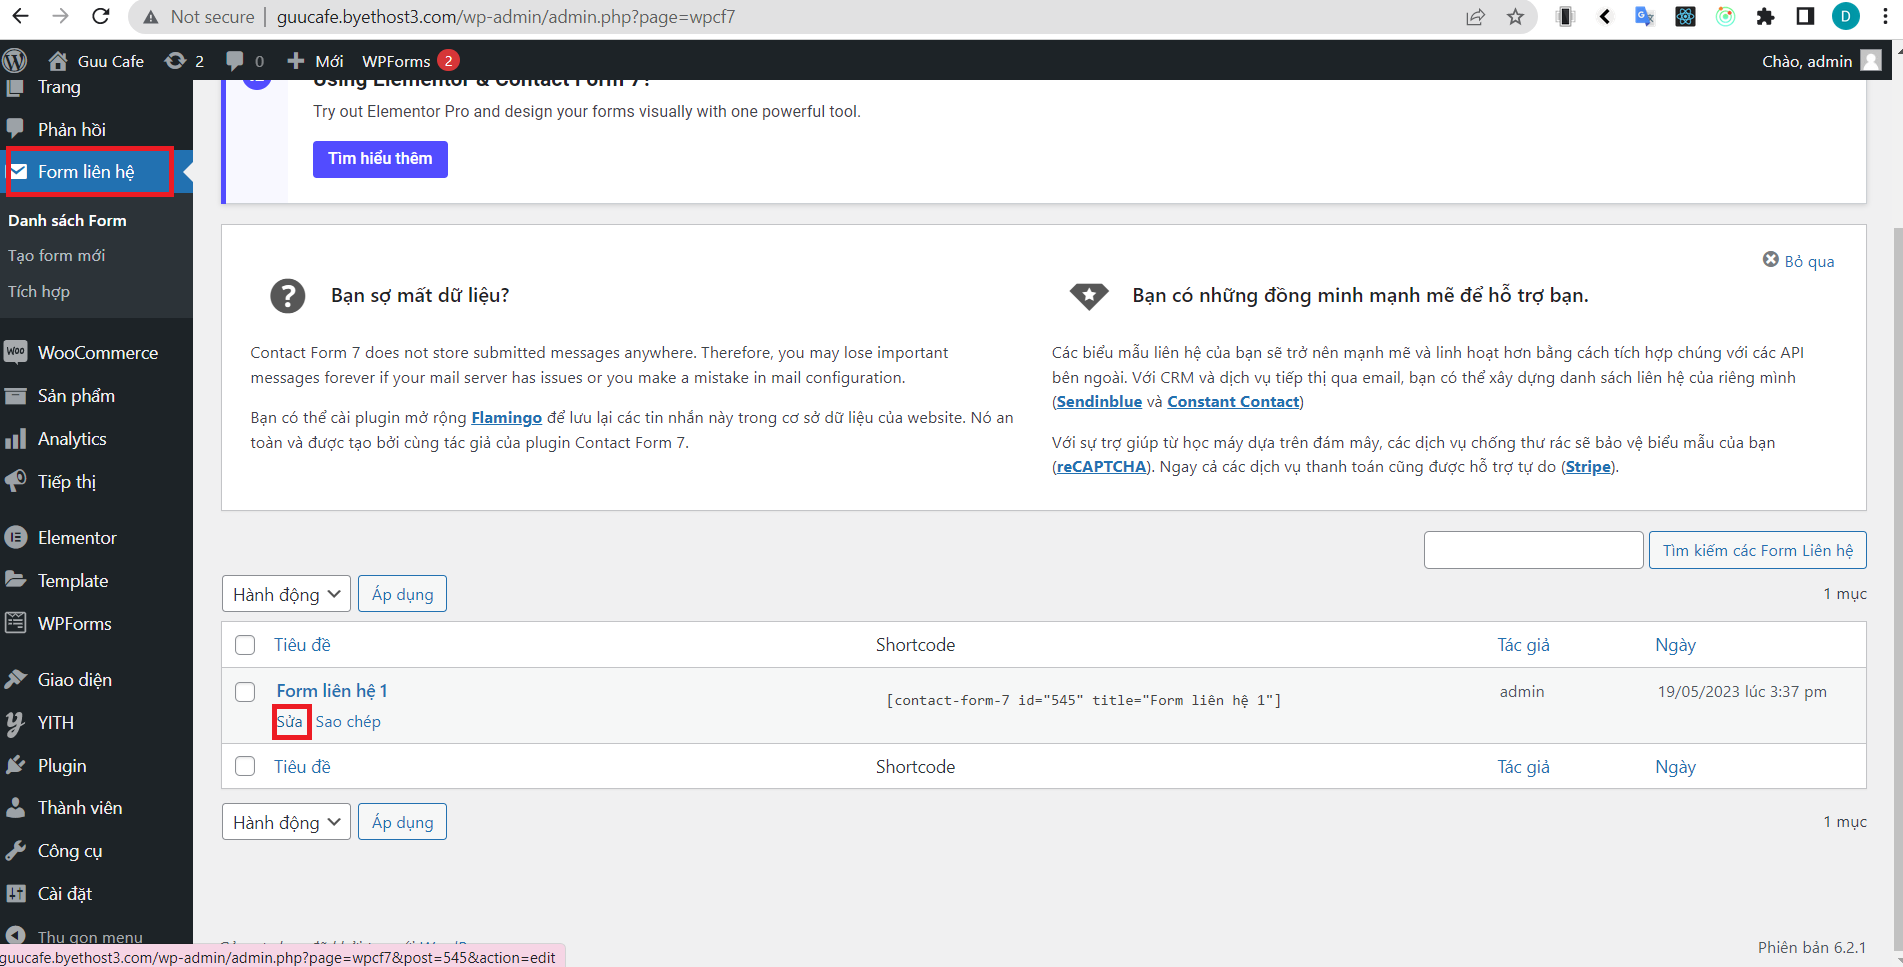 Not secure | guucafe.byethost3.com/wp-admin/admin.php?page=wpcf7
D
Guu Cafe 2 0 Mới WPForms 2 Chào, admin
Trang
Phản hồi
Form liên hệ
Danh sách Form
Tạo form mới
Tích hợp
WooCommerce
Sản phẩm
Analytics
Tiếp thị
Elementor
Template
WPForms
Giao diện
YITH
Plugin
Thành viên
Công cụ
Cài đặt
Thu gọn menu
Using Elementor & Contact Form 7?
Try out Elementor Pro and design your forms visually with one powerful tool.
Tìm hiểu thêm
Bỏ qua
Bạn sợ mất dữ liệu?
Contact Form 7 does not store submitted messages anywhere. Therefore, you may lose important
messages forever if your mail server has issues or you make a mistake in mail configuration.
Bạn có thể cài plugin mở rộng Flamingo để lưu lại các tin nhắn này trong cơ sở dữ liệu của website. Nó an
toàn và được tạo bởi cùng tác giả của plugin Contact Form 7.
Bạn có những đồng minh mạnh mẽ để hỗ trợ bạn.
Các biểu mẫu liên hệ của bạn sẽ trở nên mạnh mẽ và linh hoạt hơn bằng cách tích hợp chúng với các API
bên ngoài. Với CRM và dịch vụ tiếp thị qua email, bạn có thể xây dựng danh sách liên hệ của riêng mình
(Sendinblue và Constant Contact)
Với sự trợ giúp từ học máy dựa trên đám mây, các dịch vụ chống thư rác sẽ bảo vệ biểu mẫu của bạn
(reCAPTCHA). Ngay cả các dịch vụ thanh toán cũng được hỗ trợ tự do (Stripe).
Tìm kiếm các Form Liên hệ
Hành động Áp dụng 1 mục
Tiêu đề Shortcode Tác giả Ngày
Form liên hệ 1 [contact-form-7 id="545" title="Form liên hệ 1"] admin 19/05/2023 lúc 3:37 pm
Sửa Sao chép
Tiêu đề Shortcode Tác giả Ngày
Hành động Áp dụng 1 mục
Phiên bản 6.2.1
guucafe.byethost3.com/wp-admin/admin.php?page=wpcf7&post=545&action=edit